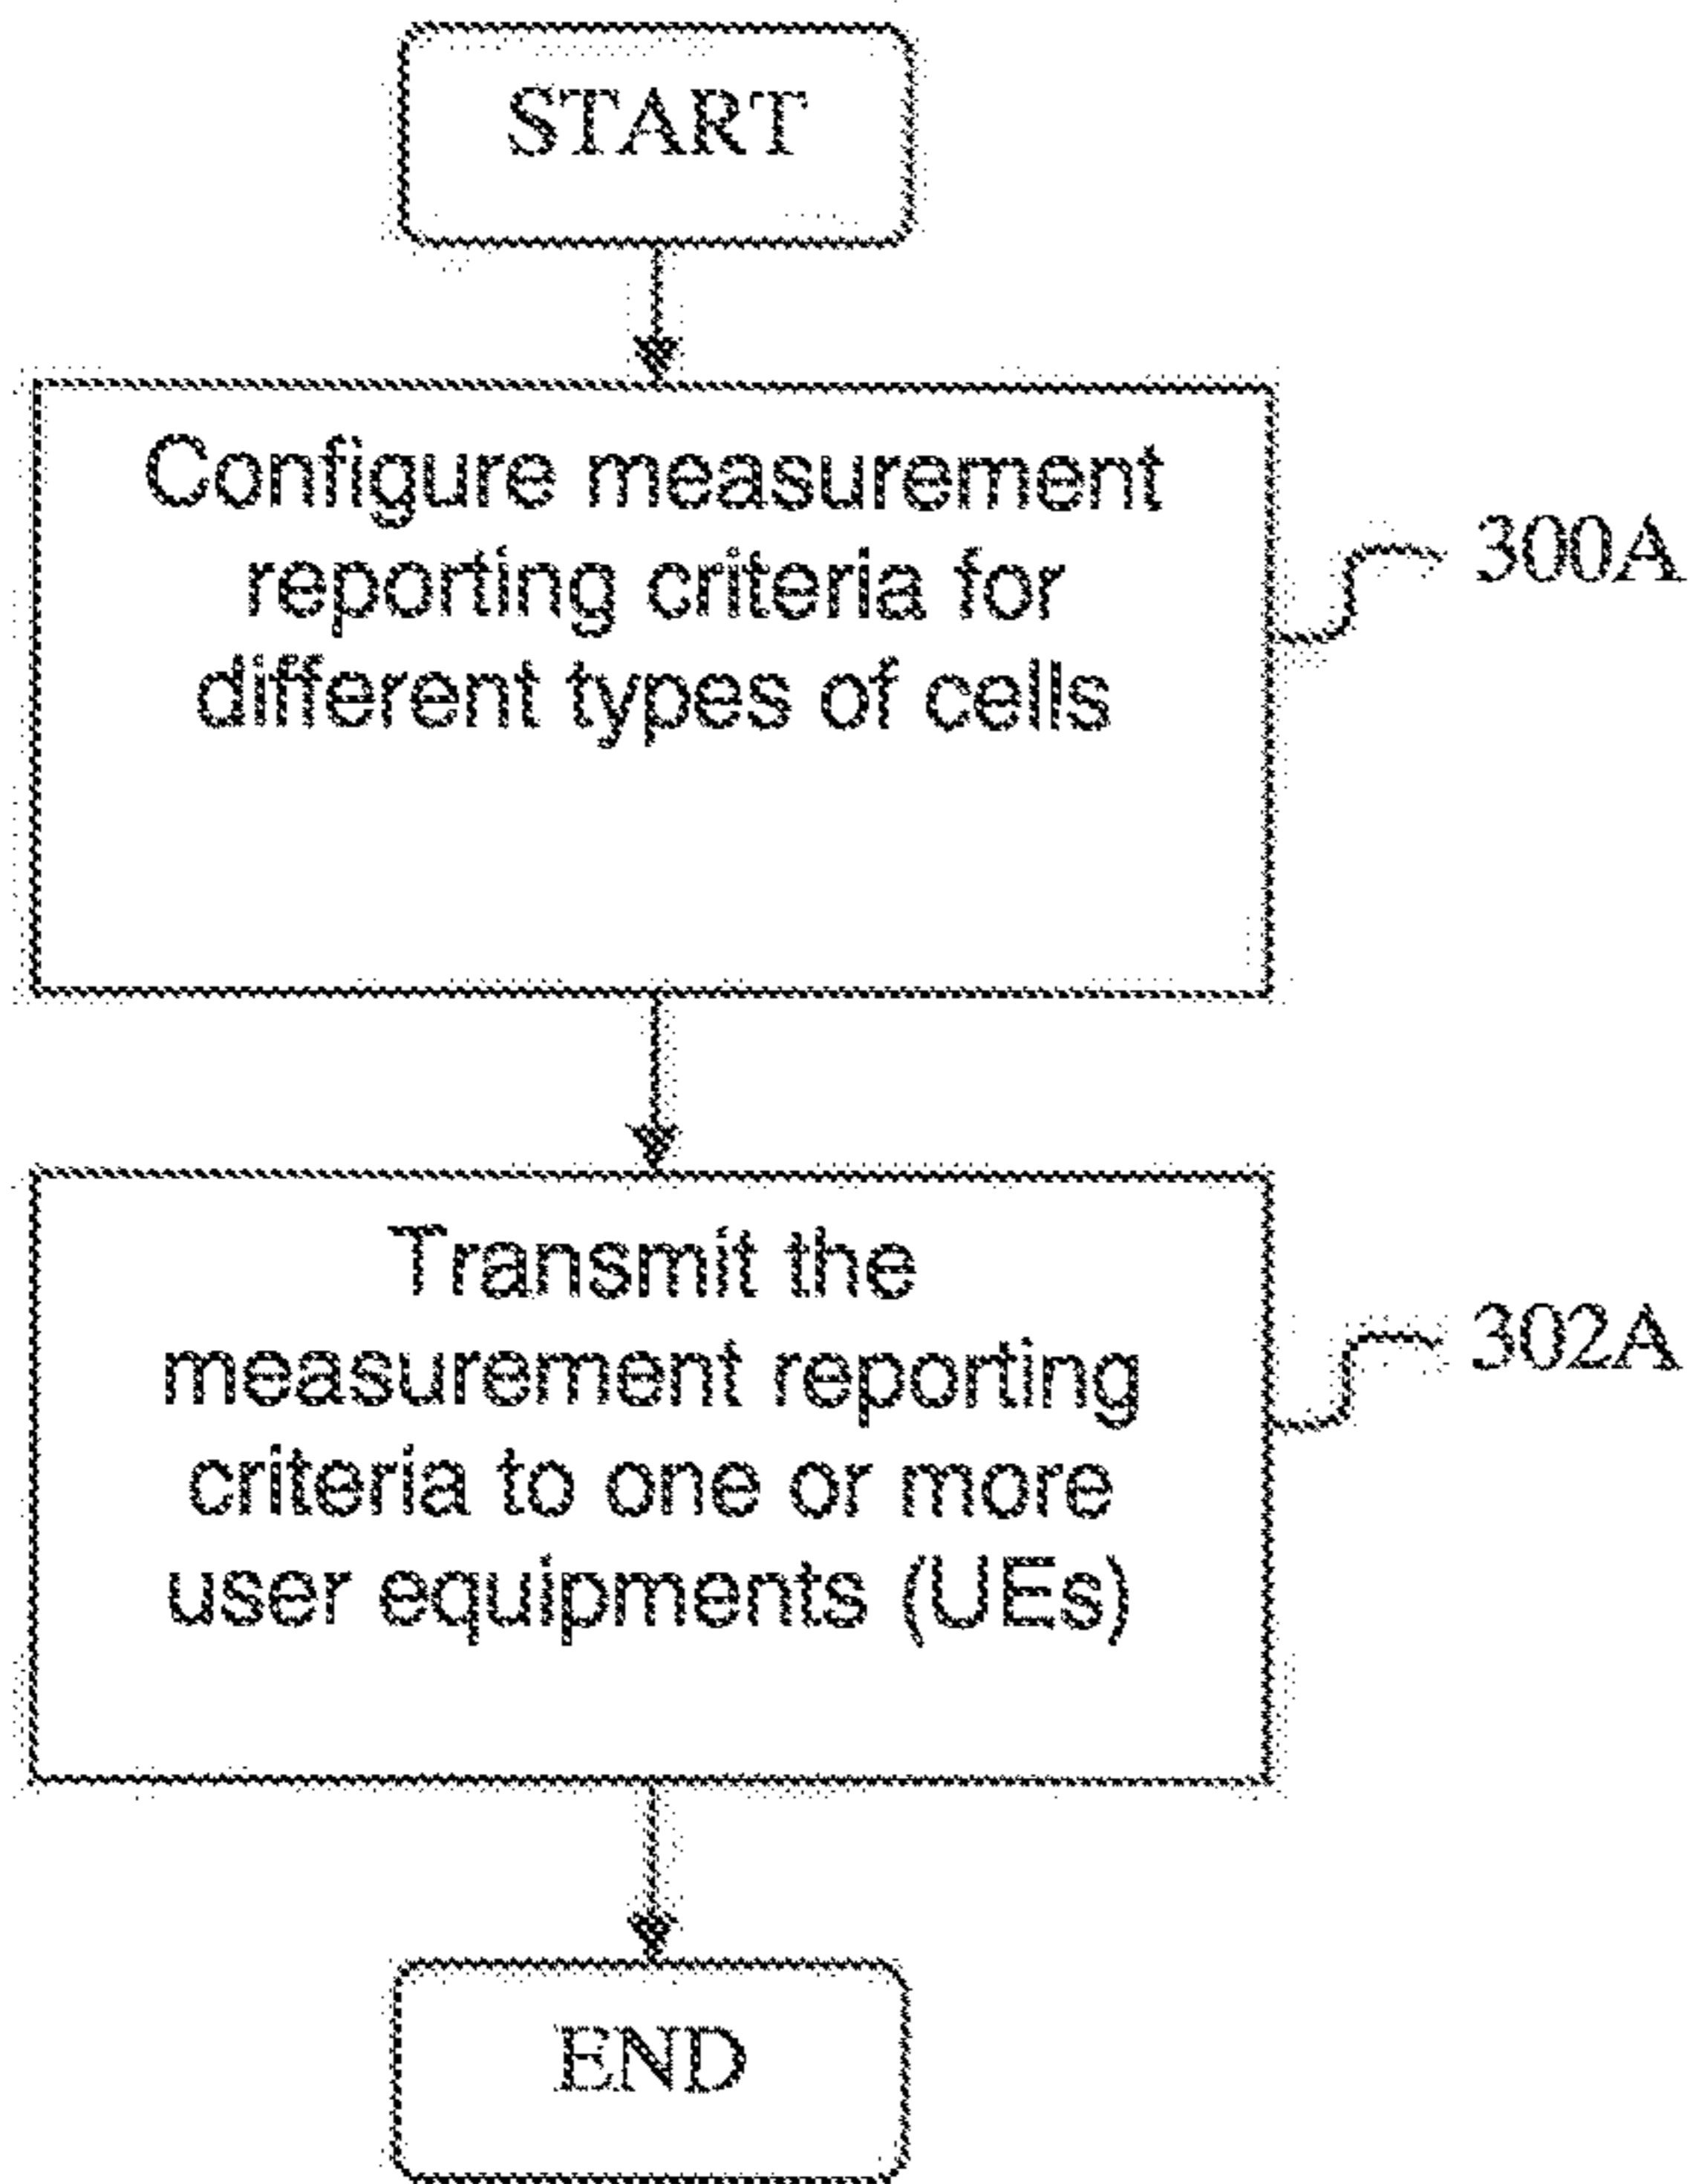 START
Configure measurement
reporting criteria for
different types of cells
300A
Transmit the
measurement reporting
criteria to one or more
user equipments (UEs)
302A
END